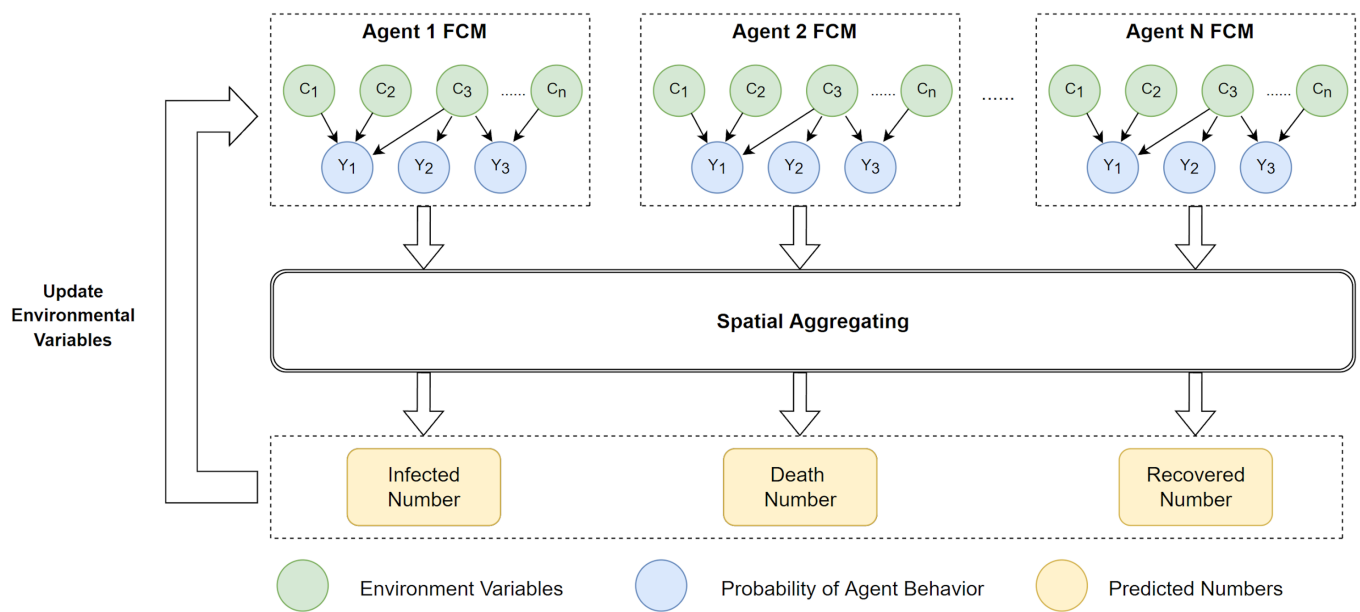 Agent 1 FCM
Agent 2 FCM
Agent N FCM
C1 C2 C3 ...... Cn
C1 C2 C3 ...... Cn
......
C1 C2 C3 ...... Cn
Y1 Y2 Y3
Y1 Y2 Y3
Y1 Y2 Y3
Update
Environmental
Variables
Spatial Aggregating
Infected
Number
Death
Number
Recovered
Number
Environment Variables
Probability of Agent Behavior
Predicted Numbers